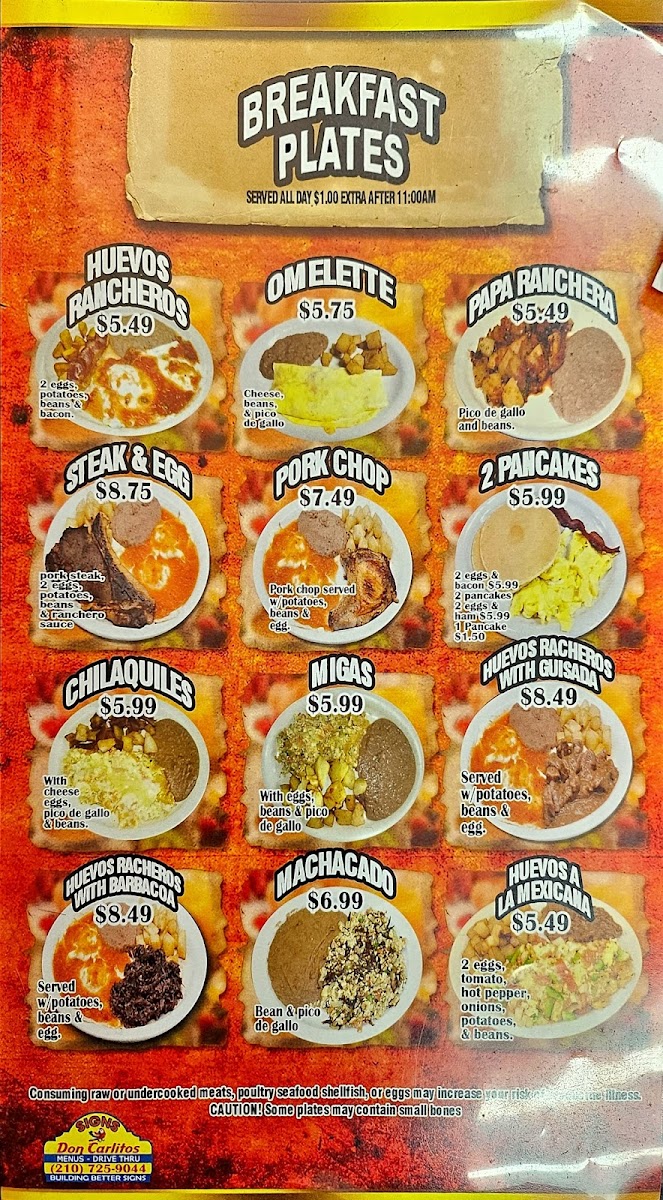 BREAKFAST
PLATES
SERVED ALL DAY $1.00 EXTRA AFTER 11:00AM
HUEVOS
RANCHEROS
$5.49
2 eggs,
potatoes,
beans &
bacon.
OMELETTE
$5.75
Cheese,
beans,
& pico
de gallo
PAPA RANCHERA
$5.49
Pico de gallo
and beans.
STEAK & EGG
$8.75
pork steak,
2 eggs,
potatoes,
beans
& ranchero
sauce
PORK CHOP
$7.49
Pork chop served
w/potatoes,
beans &
egg.
2 PANCAKES
$5.99
2 eggs &
bacon $5.99
2 pancakes
2 eggs &
ham $5.99
1 Pancake
$1.50
CHILAQUILES
$5.99
With
cheese
eggs,
pico de gallo
& beans.
MIGAS
$5.99
With eggs,
beans & pico
de gallo
HUEVOS RACHEROS
WITH GUISADA
$8.49
Served
w/potatoes,
beans &
egg.
HUEVOS RACHEROS
WITH BARBACOA
$8.49
Served
w/potatoes,
beans &
egg.
MACHACADO
$6.99
Bean & pico
de gallo
HUEVOS A
LA MEXICANA
$5.49
2 eggs,
tomato,
hot pepper,
onions,
potatoes,
& beans.
Consuming raw or undercooked meats, poultry seafood shellfish, or eggs may increase your risk illness.
CAUTION! Some plates may contain small bones
SIGNS
Don Carlitos
MENUS - DRIVE THRU
(210) 725-9044
BUILDING BETTER SIGNS